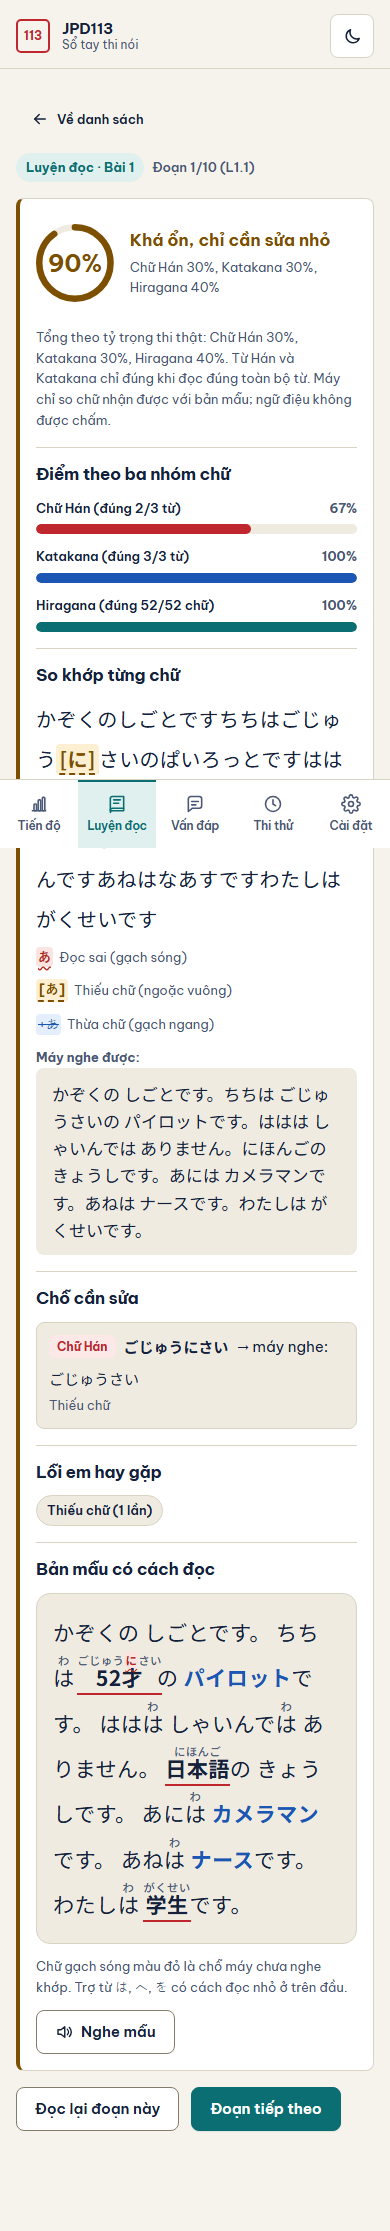 113
JPD113
Sổ tay thi nói
Về danh sách
Luyện đọc · Bài 1
Đoạn 1/10 (L1.1)
90%
Khá ổn, chỉ cần sửa nhỏ
Chữ Hán 30%, Katakana 30%,
Hiragana 40%
Tổng theo tỷ trọng thi thật: Chữ Hán 30%,
Katakana 30%, Hiragana 40%. Từ Hán và
Katakana chỉ đúng khi đọc đúng toàn bộ từ. Máy
chỉ so chữ nhận được với bản mẫu; ngữ điệu không
được chấm.
Điểm theo ba nhóm chữ
Chữ Hán (đúng 2/3 từ) 67%
Katakana (đúng 3/3 từ) 100%
Hiragana (đúng 52/52 chữ) 100%
So khớp từng chữ
かぞくのしごとですちちはごじゅ
う[に]さいのぱいろっとですはは
Tiến độ
Luyện đọc
Vấn đáp
Thi thử
Cài đặt
んですあねはなあすですわたしは
がくせいです
あ Đọc sai (gạch sóng)
[あ] Thiếu chữ (ngoặc vuông)
+あ Thừa chữ (gạch ngang)
Máy nghe được:
かぞくの しごとです。ちちは ごじゅ
うさいの パイロットです。ははは し
ゃいんでは ありません。にほんごの
きょうしです。あには カメラマンで
す。あねは ナースです。わたしは が
くせいです。
Chỗ cần sửa
Chữ Hán ごじゅうにさい → máy nghe:
ごじゅうさい
Thiếu chữ
Lỗi em hay gặp
Thiếu chữ (1 lần)
Bản mẫu có cách đọc
かぞくの しごとです。 ちち
わ ごじゅうにさい
は 52才の パイロットで
わ わ
す。 ははは しゃいんでは あ
にほんご
りません。 日本語の きょう
わ
しです。 あには カメラマン
わ
です。 あねは ナースです。
わ がくせい
わたしは 学生です。
Chữ gạch sóng màu đỏ là chỗ máy chưa nghe
khớp. Trợ từ は, へ, を có cách đọc nhỏ ở trên đầu.
Nghe mẫu
Đọc lại đoạn này
Đoạn tiếp theo